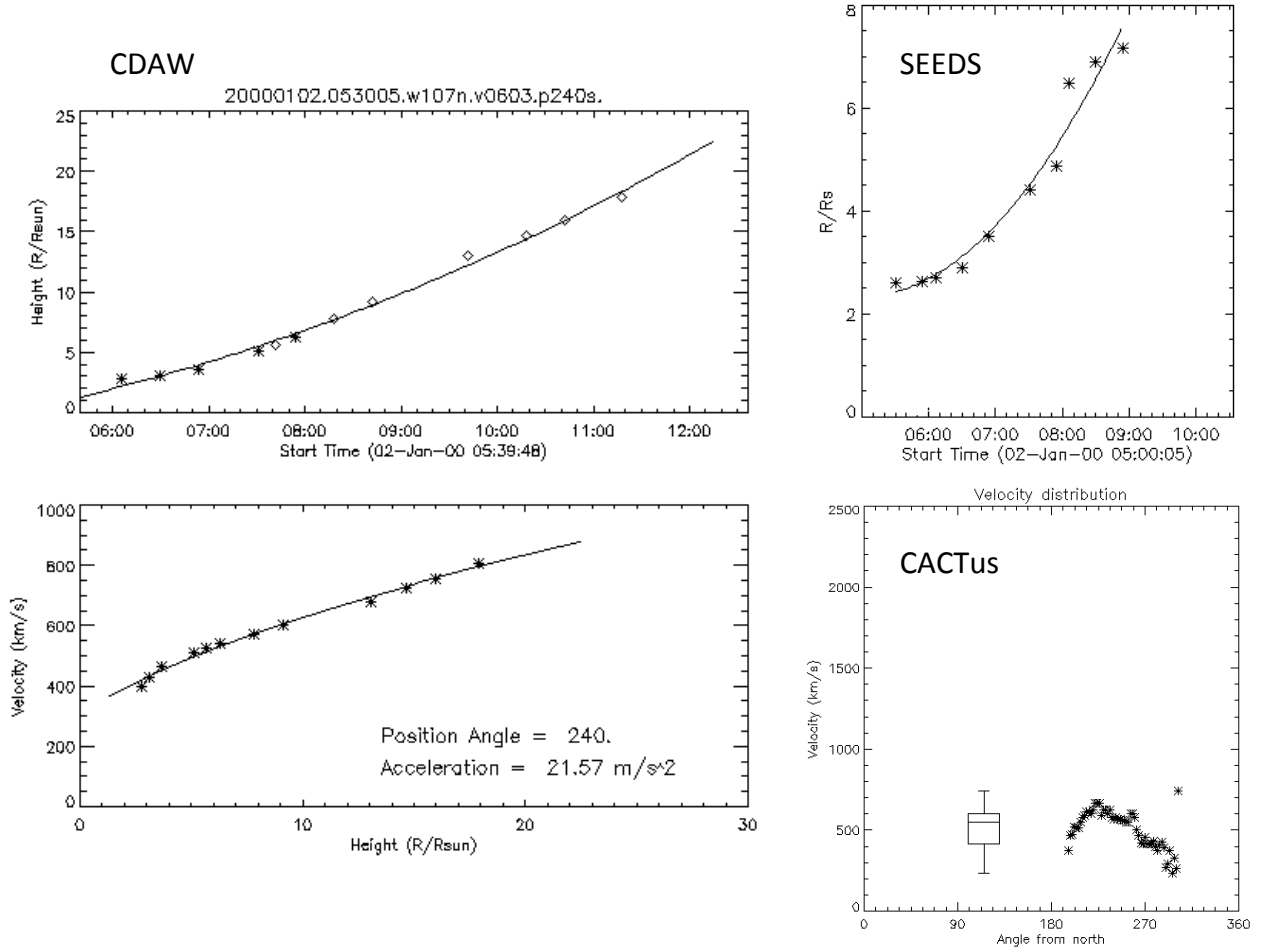 CDAW
20000102.053005.w107n.v0603.p240s.
Height (R/Rsun)
25
20
15
10
5
0
06:00 07:00 08:00 09:00 10:00 11:00 12:00
Start Time (02-Jan-00 05:39:48)
SEEDS
R/Rs
8
6
4
2
0
06:00 07:00 08:00 09:00 10:00
Start Time (02-Jan-00 05:00:05)
Velocity (km/s)
1000
800
600
400
200
0
Position Angle = 240.
Acceleration = 21.57 m/s^2
0 10 20 30
Height (R/Rsun)
Velocity distribution
CACTus
Velocity (km/s)
2500
2000
1500
1000
500
0
0 90 180 270 360
Angle from north